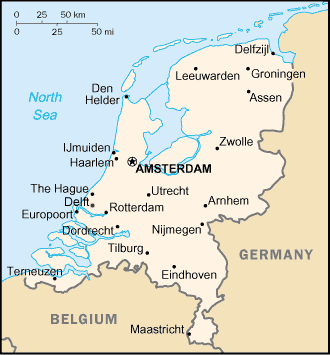 0 25 50 km
0 25 50 mi
Delfzijl
Leeuwarden
Groningen
Den
Helder
Assen
North
Sea
IJmuiden
Haarlem
Zwolle
AMSTERDAM
The Hague
Utrecht
Delft
Arnhem
Europoort
Rotterdam
Dordrecht
Nijmegen
Tilburg
GERMANY
Terneuzen
Eindhoven
BELGIUM
Maastricht